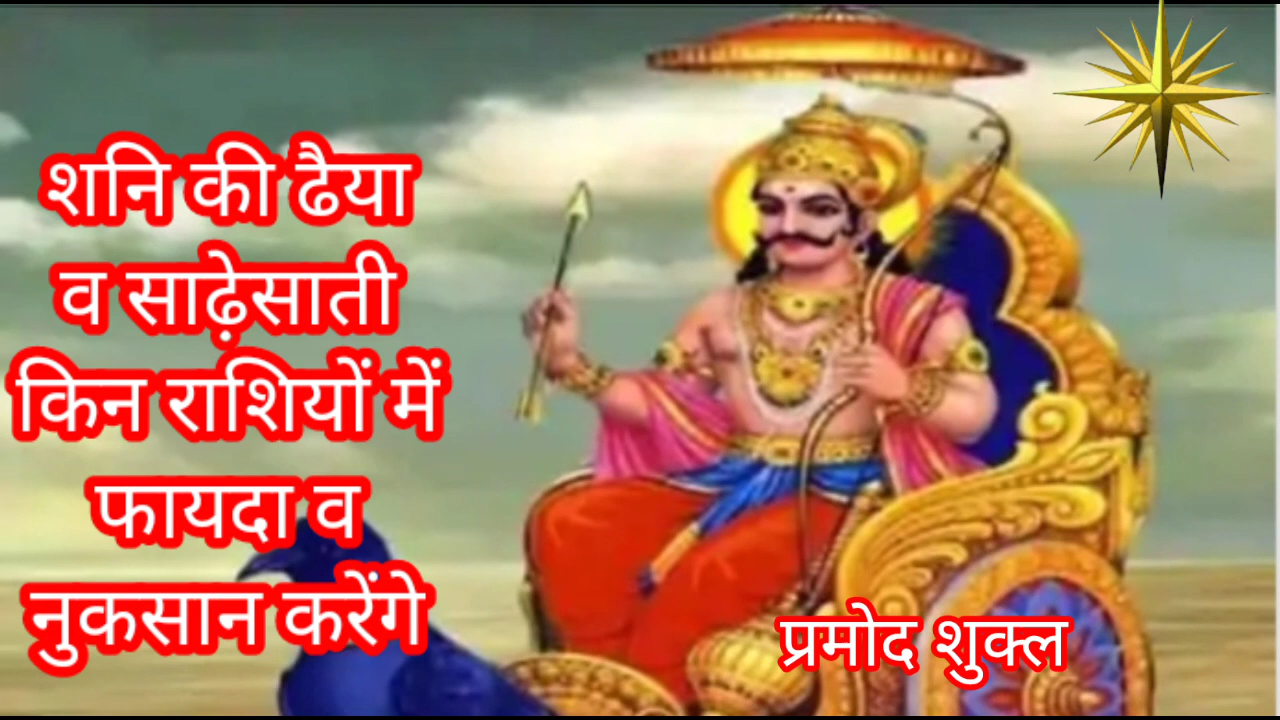 शनि की ढैया
व साढ़ेसाती
किन राशियों में
फायदा व
नुकसान करेंगे
प्रमोद शुक्ल